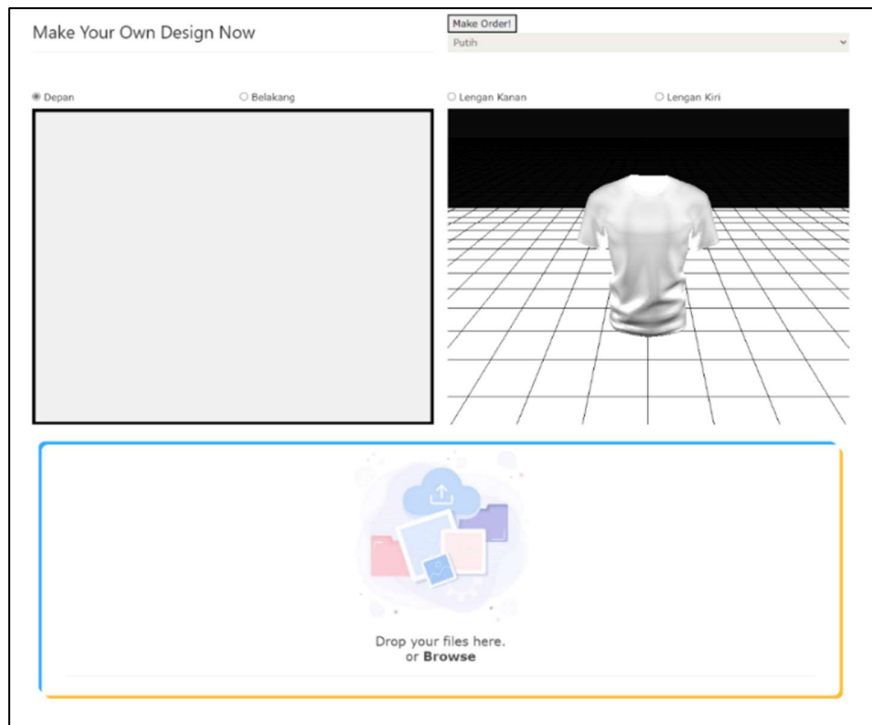 Make Your Own Design Now
Make Order!
Putih
Depan
Belakang
Lengan Kanan
Lengan Kiri
Drop your files here.
or Browse